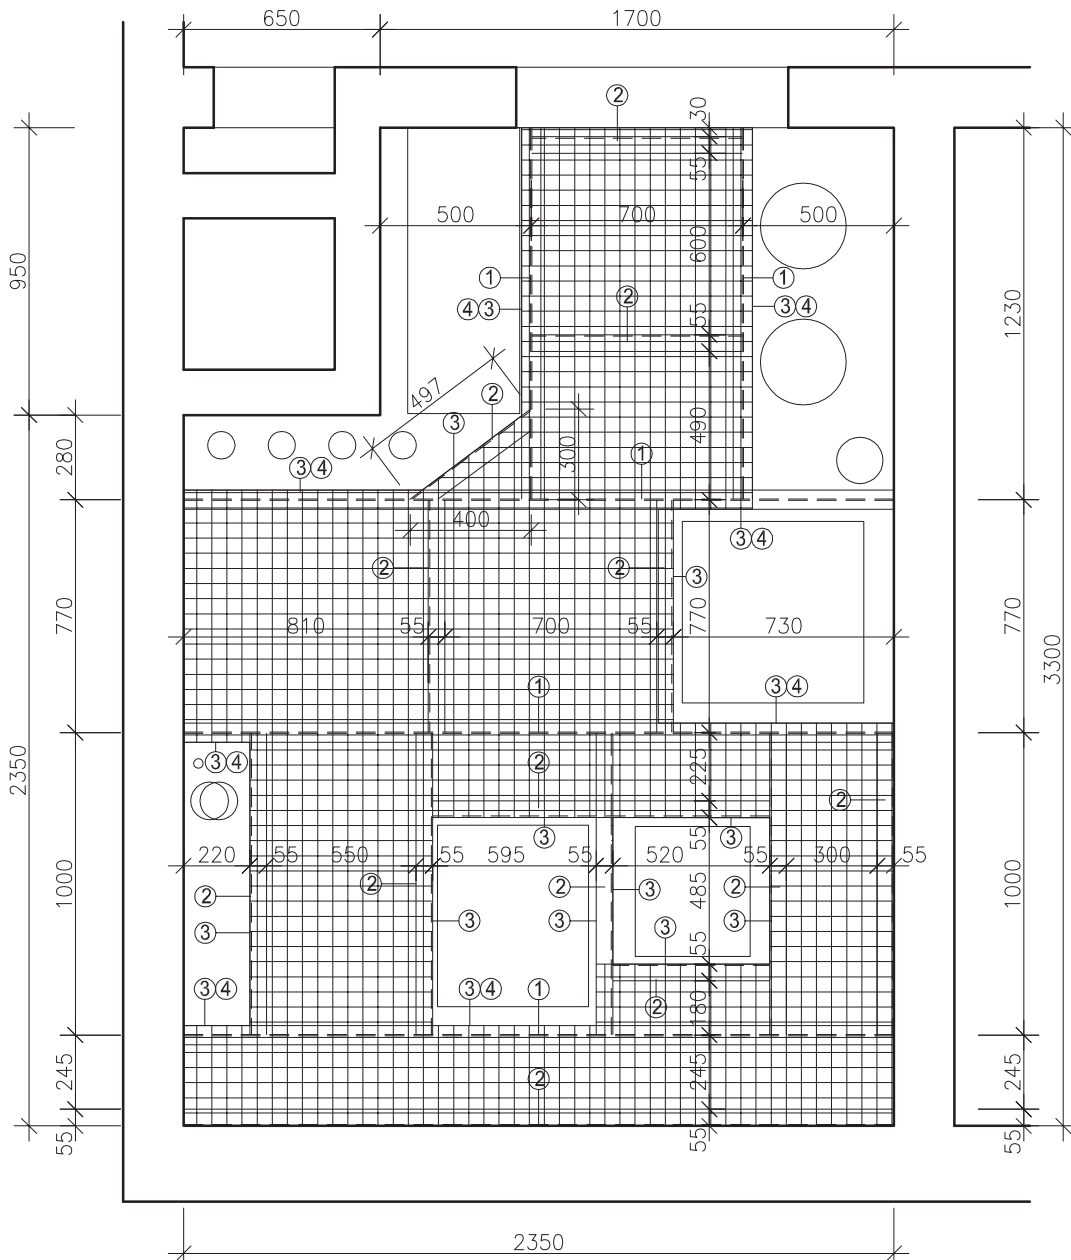 650 1700
② 30
55
500 700 500
950 600 1230
① ② ①
④③ ③④
55
497 ② 490
③ 300
①
280 ③④
400 ③④
② ② ③
770 770 770 3300
810 55 700 55 730
① ③④
2350
③④ ② 225
②
③ ③
55
220 55 550 55 595 55 520 55 300 55
② ② ② ③ 485 ②
1000 1000
③ ③ ③ ③ ③
55
③④ ③④ ① ② 180
245 ② 245 245
55 55 55
2350